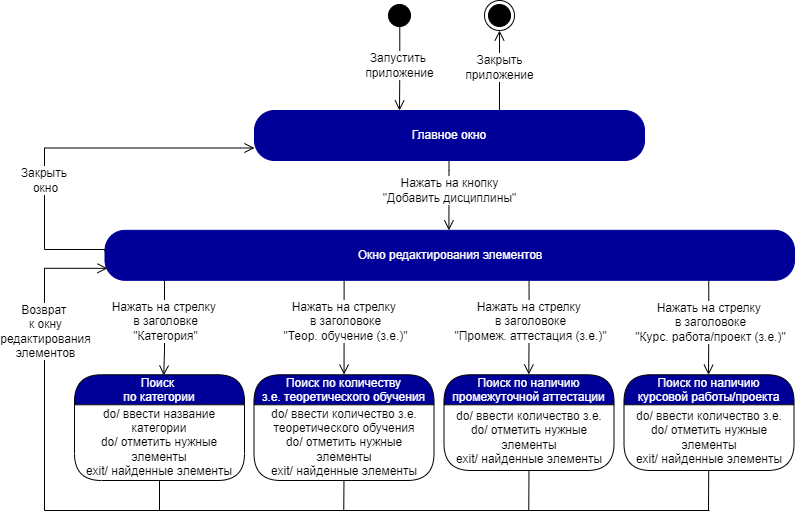 Запустить
приложение
Закрыть
приложение
Главное окно
Закрыть
окно
Нажать на кнопку
"Добавить дисциплины"
Окно редактирования элементов
Возврат
к окну
редактирования
элементов
Нажать на стрелку
в заголовке
"Категория"
Нажать на стрелку
в заголовоке
"Теор. обучение (з.е.)"
Нажать на стрелку
в заголовоке
"Промеж. аттестация (з.е.)"
Нажать на стрелку
в заголовоке
"Курс. работа/проект (з.е.)"
Поиск
по категории
do/ ввести название
категории
do/ отметить нужные
элементы
exit/ найденные элементы
Поиск по количеству
з.е. теоретического обучения
do/ ввести количество з.е.
теоретического обучения
do/ отметить нужные
элементы
exit/ найденные элементы
Поиск по наличию
промежуточной аттестации
do/ ввести количество з.е.
do/ отметить нужные
элементы
exit/ найденные элементы
Поиск по наличию
курсовой работы/проекта
do/ ввести количество з.е.
do/ отметить нужные
элементы
exit/ найденные элементы